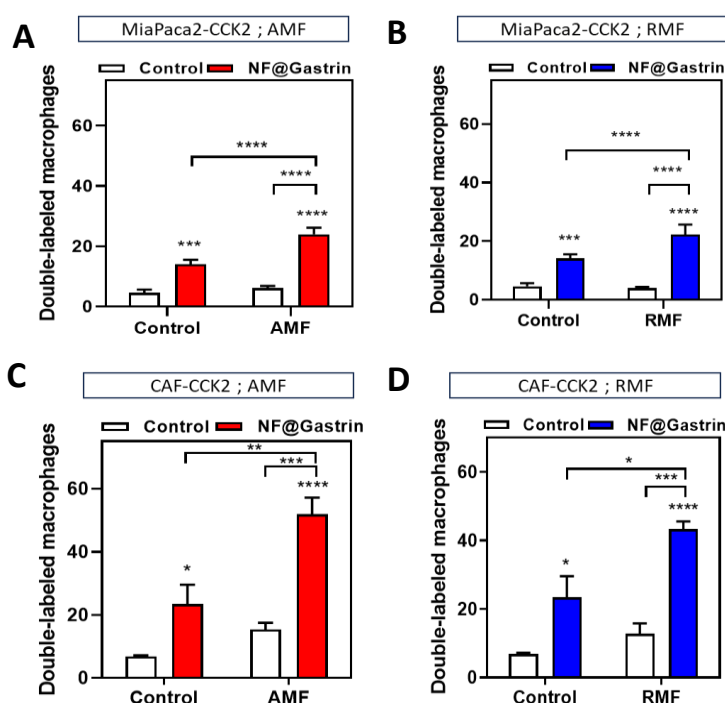 A
MiaPaca2-CCK2 ; AMF
Control NF@Gastrin
Double-labeled macrophages
60
40
20
0
****
****
***
****
Control AMF
B
MiaPaca2-CCK2 ; RMF
Control NF@Gastrin
Double-labeled macrophages
60
40
20
0
****
****
***
****
Control RMF
C
CAF-CCK2 ; AMF
Control NF@Gastrin
Double-labeled macrophages
60
40
20
0
**
***
****
*
Control AMF
D
CAF-CCK2 ; RMF
Control NF@Gastrin
Double-labeled macrophages
60
40
20
0
*
***
****
*
Control RMF